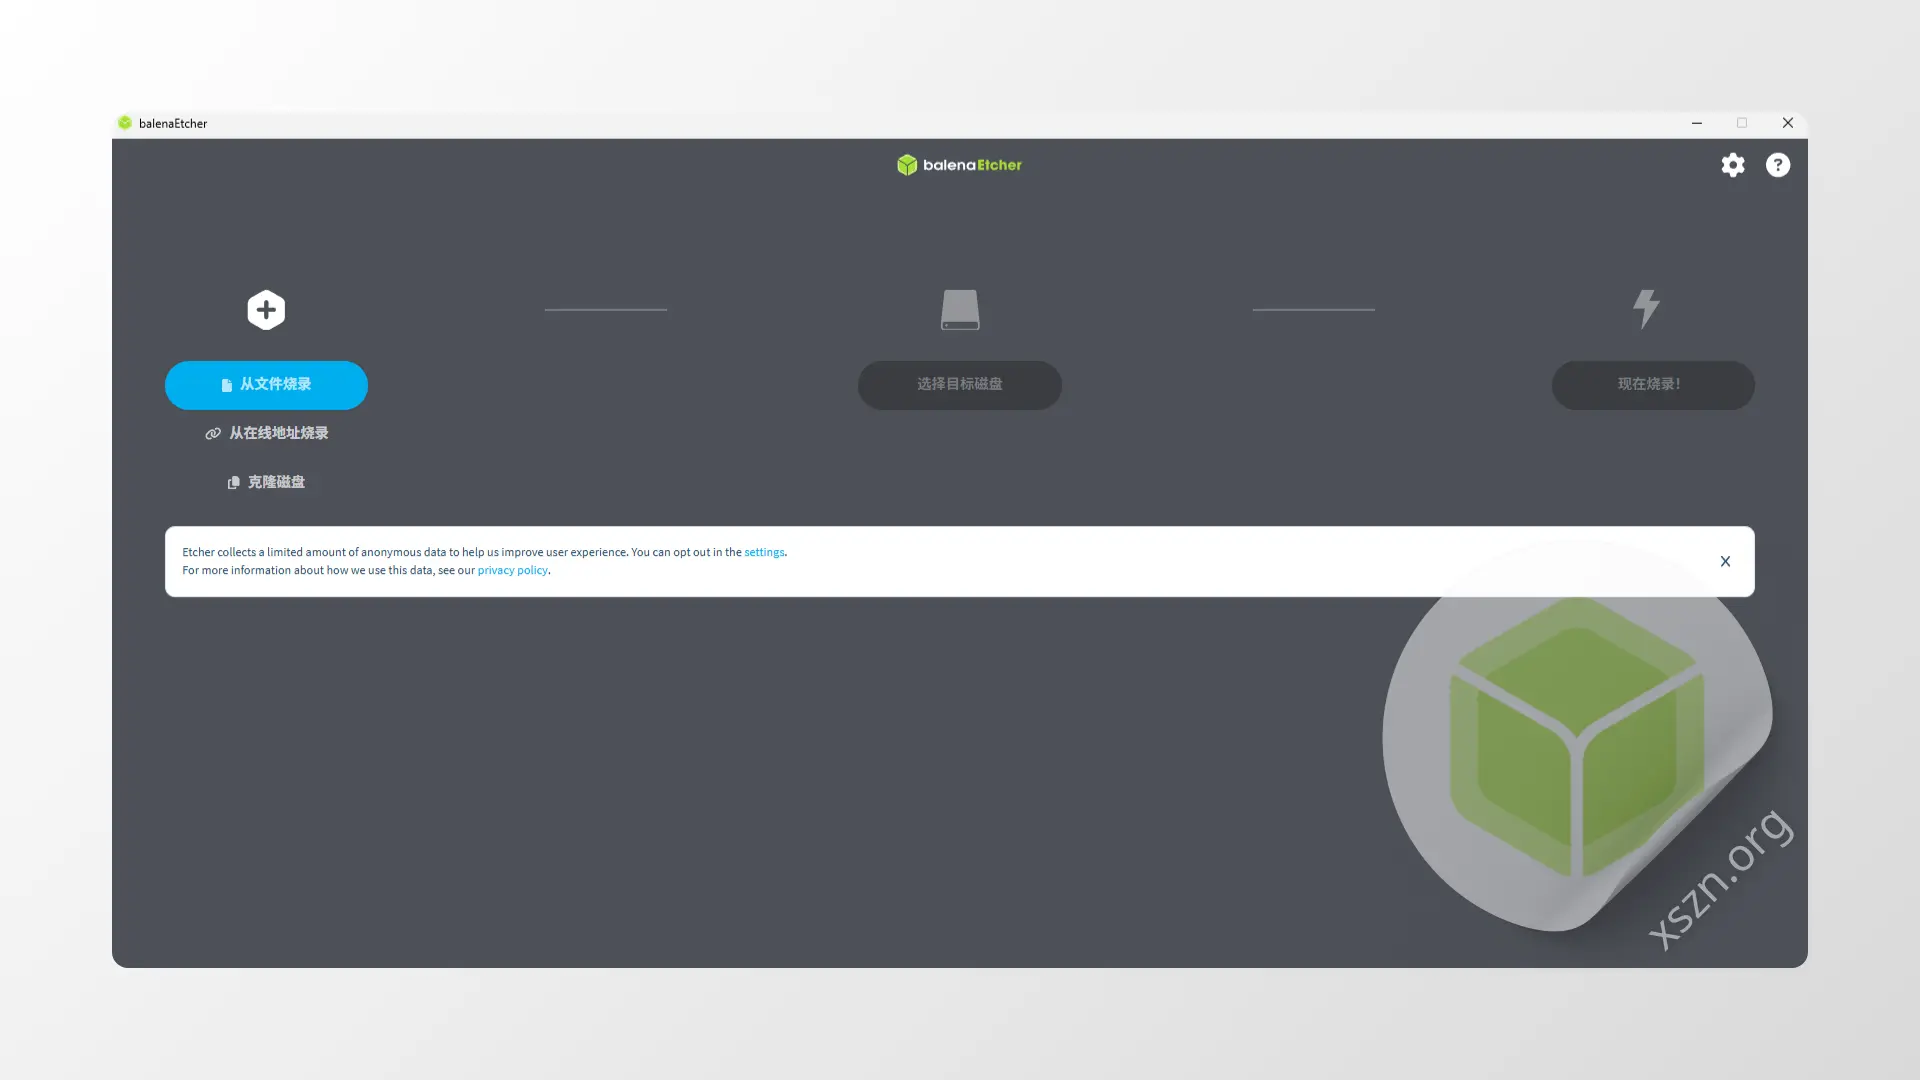 balenaEtcher
balenaEtcher
从文件烧录
选择目标磁盘
现在烧录!
从在线地址烧录
克隆磁盘
Etcher collects a limited amount of anonymous data to help us improve user experience. You can opt out in the settings.
For more information about how we use this data, see our privacy policy.
xszn.org